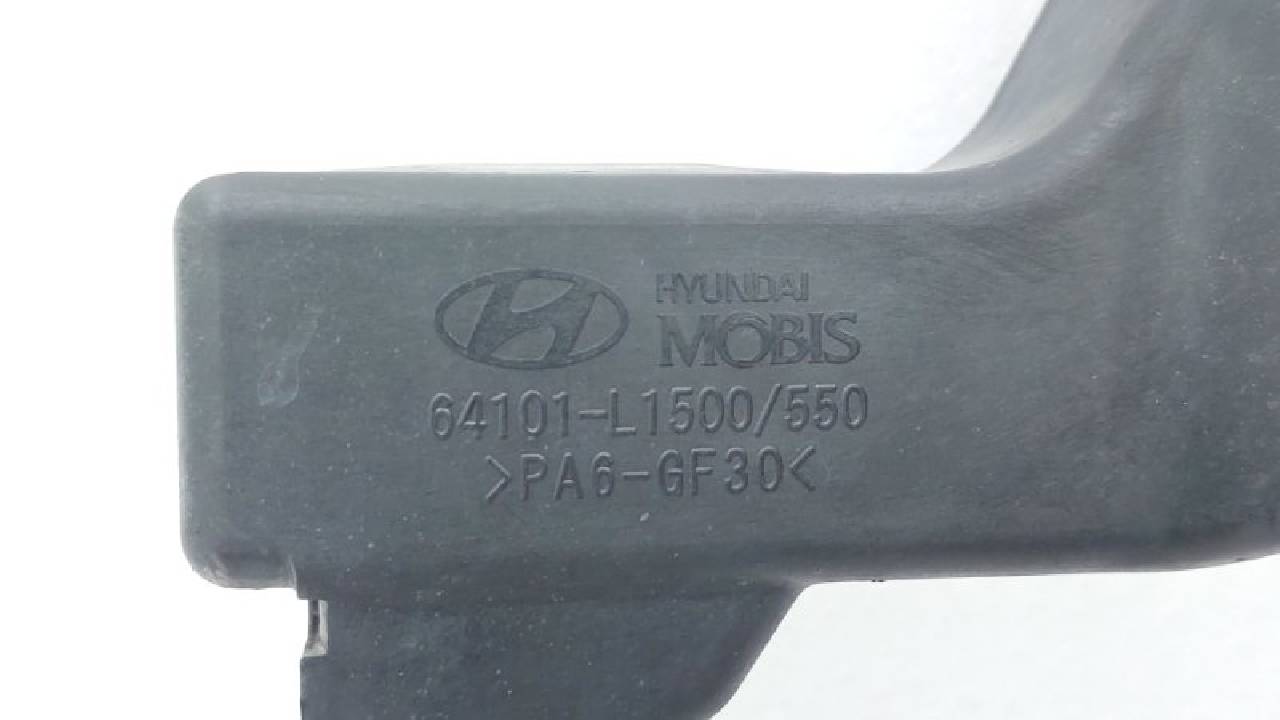 HYUNDAI
MOBIS
64101-L1500/550
>PA6-GF30<